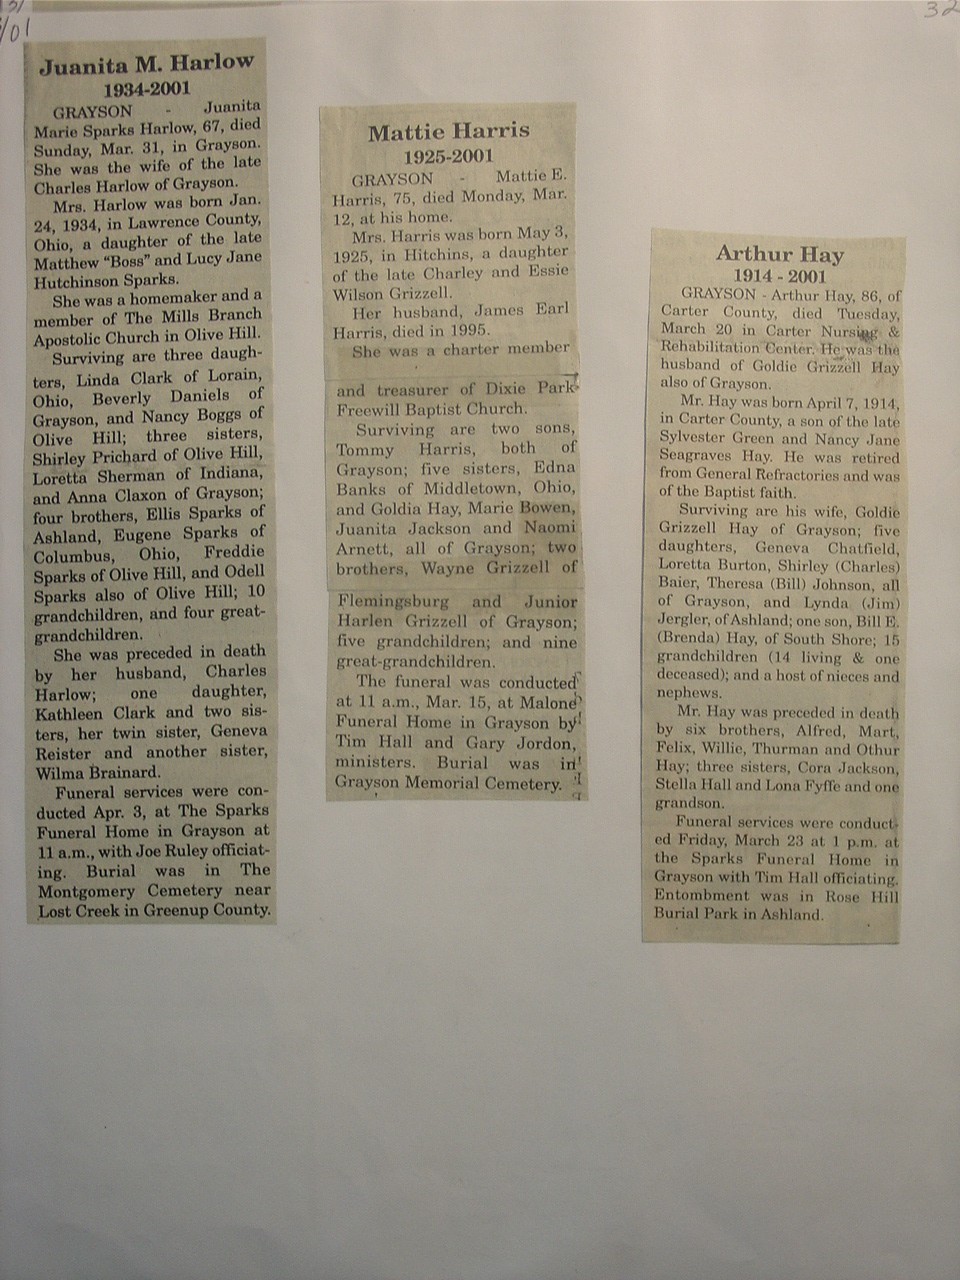 /01
32
Juanita M. Harlow
1934-2001
GRAYSON - Juanita
Marie Sparks Harlow, 67, died
Sunday, Mar. 31, in Grayson.
She was the wife of the late
Charles Harlow of Grayson.
Mrs. Harlow was born Jan.
24, 1934, in Lawrence County,
Ohio, a daughter of the late
Matthew “Boss” and Lucy Jane
Hutchinson Sparks.
She was a homemaker and a
member of The Mills Branch
Apostolic Church in Olive Hill.
Surviving are three daugh-
ters, Linda Clark of Lorain,
Ohio, Beverly Daniels of
Grayson, and Nancy Boggs of
Olive Hill; three sisters,
Shirley Prichard of Olive Hill,
Loretta Sherman of Indiana,
and Anna Claxon of Grayson;
four brothers, Ellis Sparks of
Ashland, Eugene Sparks of
Columbus, Ohio, Freddie
Sparks of Olive Hill, and Odell
Sparks also of Olive Hill; 10
grandchildren, and four great-
grandchildren.
She was preceded in death
by her husband, Charles
Harlow; one daughter,
Kathleen Clark and two sis-
ters, her twin sister, Geneva
Reister and another sister,
Wilma Brainard.
Funeral services were con-
ducted Apr. 3, at The Sparks
Funeral Home in Grayson at
11 a.m., with Joe Ruley officiat-
ing. Burial was in The
Montgomery Cemetery near
Lost Creek in Greenup County.
Mattie Harris
1925-2001
GRAYSON - Mattie E.
Harris, 75, died Monday, Mar.
12, at his home.
Mrs. Harris was born May 3,
1925, in Hitchins, a daughter
of the late Charley and Essie
Wilson Grizzell.
Her husband, James Earl
Harris, died in 1995.
She was a charter member
and treasurer of Dixie Park
Freewill Baptist Church.
Surviving are two sons,
Tommy Harris, both of
Grayson; five sisters, Edna
Banks of Middletown, Ohio,
and Goldia Hay, Marie Bowen,
Juanita Jackson and Naomi
Arnett, all of Grayson; two
brothers, Wayne Grizzell of
Flemingsburg and Junior
Harlen Grizzell of Grayson;
five grandchildren; and nine
great-grandchildren.
The funeral was conducted
at 11 a.m., Mar. 15, at Malone
Funeral Home in Grayson by
Tim Hall and Gary Jordon,
ministers. Burial was in
Grayson Memorial Cemetery.
Arthur Hay
1914 - 2001
GRAYSON - Arthur Hay, 86, of
Carter County, died Tuesday,
March 20 in Carter Nursing &
Rehabilitation Center. He was the
husband of Goldie Grizzell Hay
also of Grayson.
Mr. Hay was born April 7, 1914,
in Carter County, a son of the late
Sylvester Green and Nancy Jane
Seagraves Hay. He was retired
from General Refractories and was
of the Baptist faith.
Surviving are his wife, Goldie
Grizzell Hay of Grayson; five
daughters, Geneva Chatfield,
Loretta Burton, Shirley (Charles)
Baier, Theresa (Bill) Johnson, all
of Grayson, and Lynda (Jim)
Jergler, of Ashland; one son, Bill E.
(Brenda) Hay, of South Shore; 15
grandchildren (14 living & one
deceased); and a host of nieces and
nephews.
Mr. Hay was preceded in death
by six brothers, Alfred, Mart,
Felix, Willie, Thurman and Othur
Hay; three sisters, Cora Jackson,
Stella Hall and Lona Fyffe and one
grandson.
Funeral services were conduct-
ed Friday, March 23 at 1 p.m. at
the Sparks Funeral Home in
Grayson with Tim Hall officiating.
Entombment was in Rose Hill
Burial Park in Ashland.